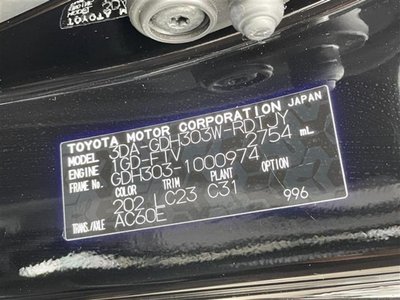 TOYOTA MOTOR CORPORATION JAPAN
MODEL 3DA-GDH303W-RDTJY
ENGINE 1GD-FTV 2754 mL
FRAME No. GDH303-1000974
COLOR TRIM PLANT OPTION
202 LC23 C31
TRANS./AXLE AC60E 996